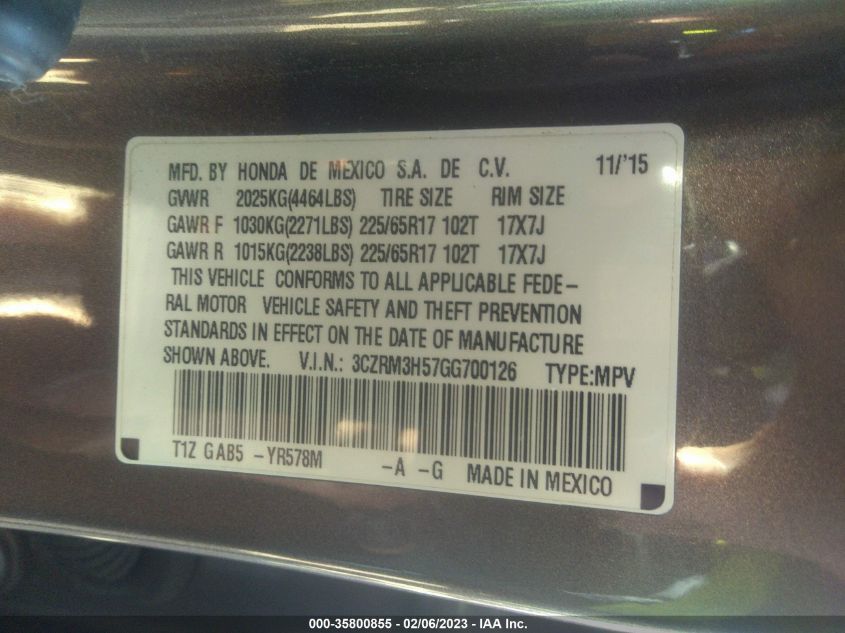 MFD. BY HONDA DE MEXICO S.A. DE C.V. 11/'15
GVWR 2025KG(4464LBS) TIRE SIZE RIM SIZE
GAWR F 1030KG(2271LBS) 225/65R17 102T 17X7J
GAWR R 1015KG(2238LBS) 225/65R17 102T 17X7J
THIS VEHICLE CONFORMS TO ALL APPLICABLE FEDE-
RAL MOTOR VEHICLE SAFETY AND THEFT PREVENTION
STANDARDS IN EFFECT ON THE DATE OF MANUFACTURE
SHOWN ABOVE. V.I.N.: 3CZRM3H57GG700126 TYPE:MPV
T1Z GAB5 -YR578M -A -G MADE IN MEXICO
000-35800855 - 02/06/2023 - IAA Inc.